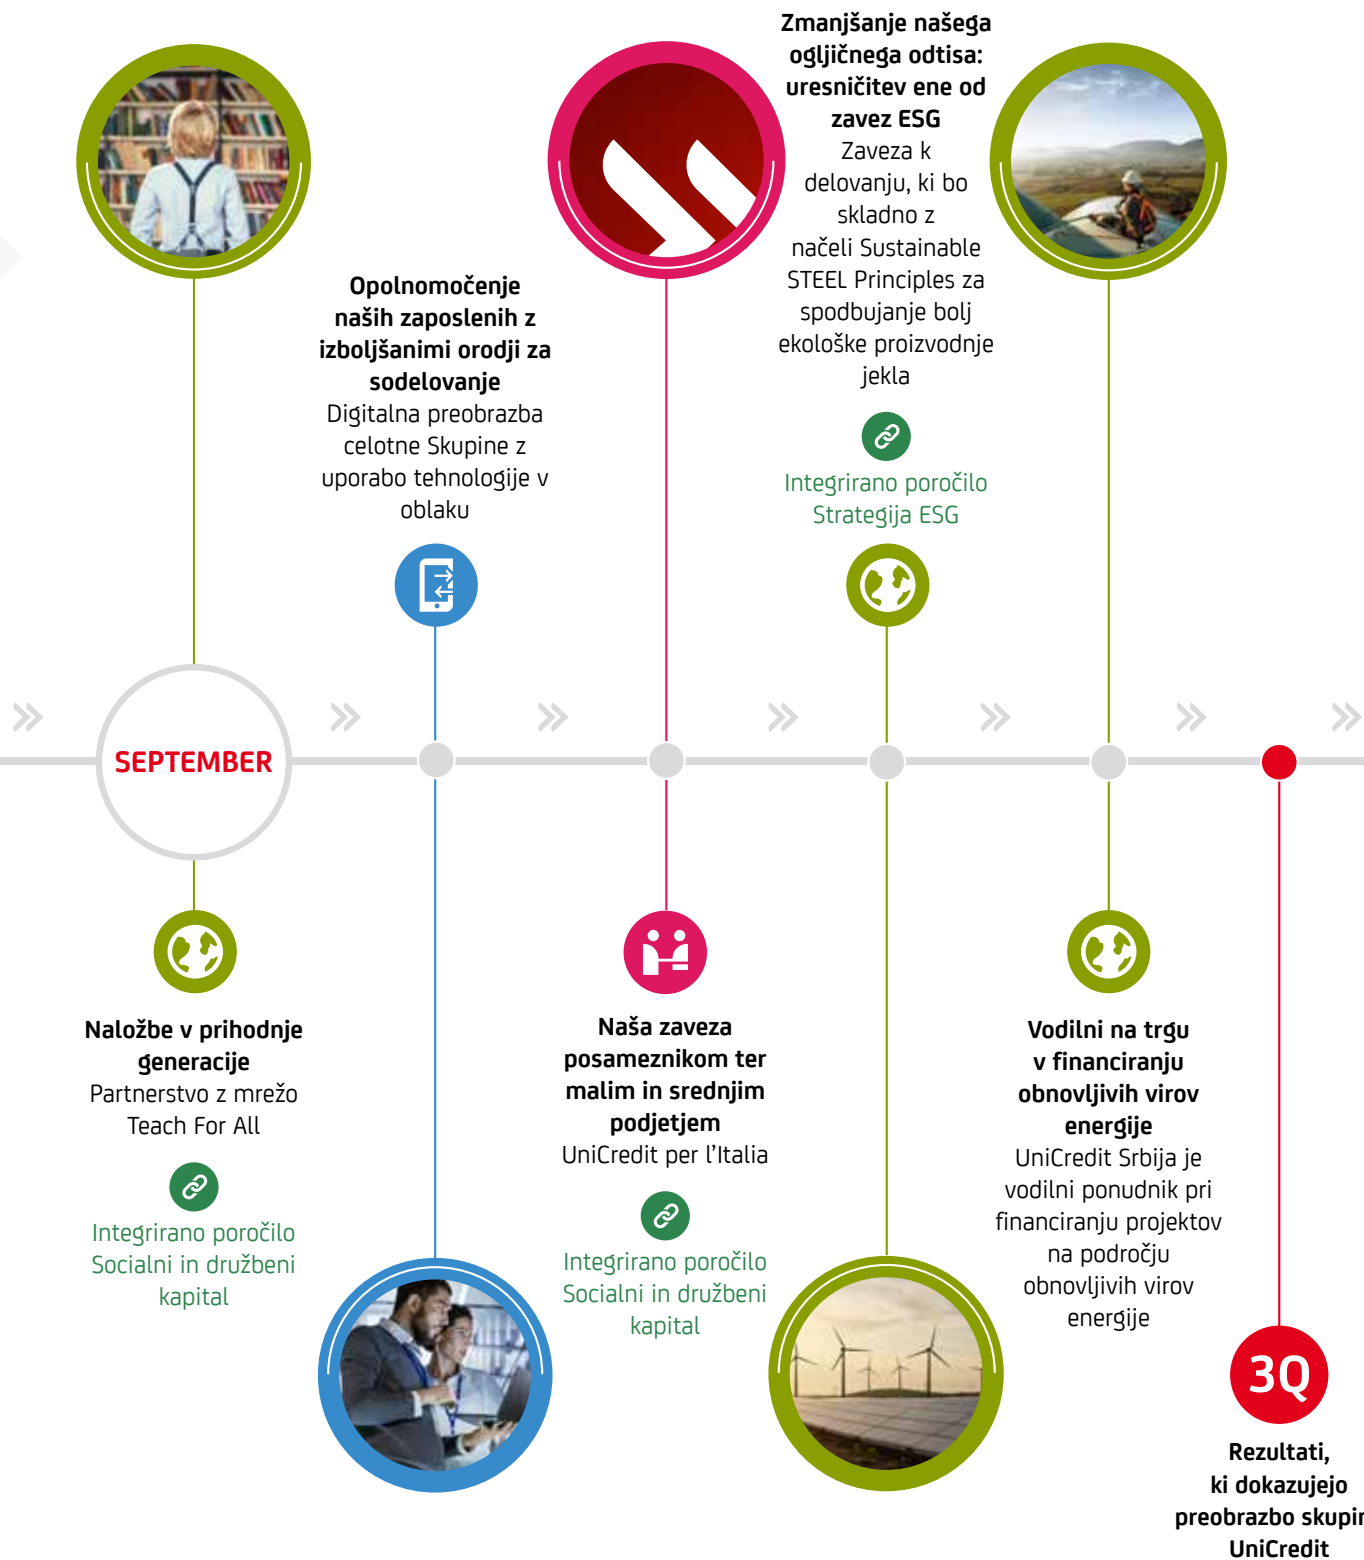 Zmanjšanje našega
ogljičnega odtisa:
uresničitev ene od
zavez ESG
Zaveza k
delovanju, ki bo
skladno z
načeli Sustainable
STEEL Principles za
spodbujanje bolj
ekološke proizvodnje
jekla
Integrirano poročilo
Strategija ESG
Opolnomočenje
naših zaposlenih z
izboljšanimi orodji za
sodelovanje
Digitalna preobrazba
celotne Skupine z
uporabo tehnologije v
oblaku
SEPTEMBER
Naložbe v prihodnje
generacije
Partnerstvo z mrežo
Teach For All
Integrirano poročilo
Socialni in družbeni
kapital
Naša zaveza
posameznikom ter
malim in srednjim
podjetjem
UniCredit per l’Italia
Integrirano poročilo
Socialni in družbeni
kapital
Vodilni na trgu
v financiranju
obnovljivih virov
energije
UniCredit Srbija je
vodilni ponudnik pri
financiranju projektov
na področju
obnovljivih virov
energije
3Q
Rezultati,
ki dokazujejo
preobrazbo
UniCredit